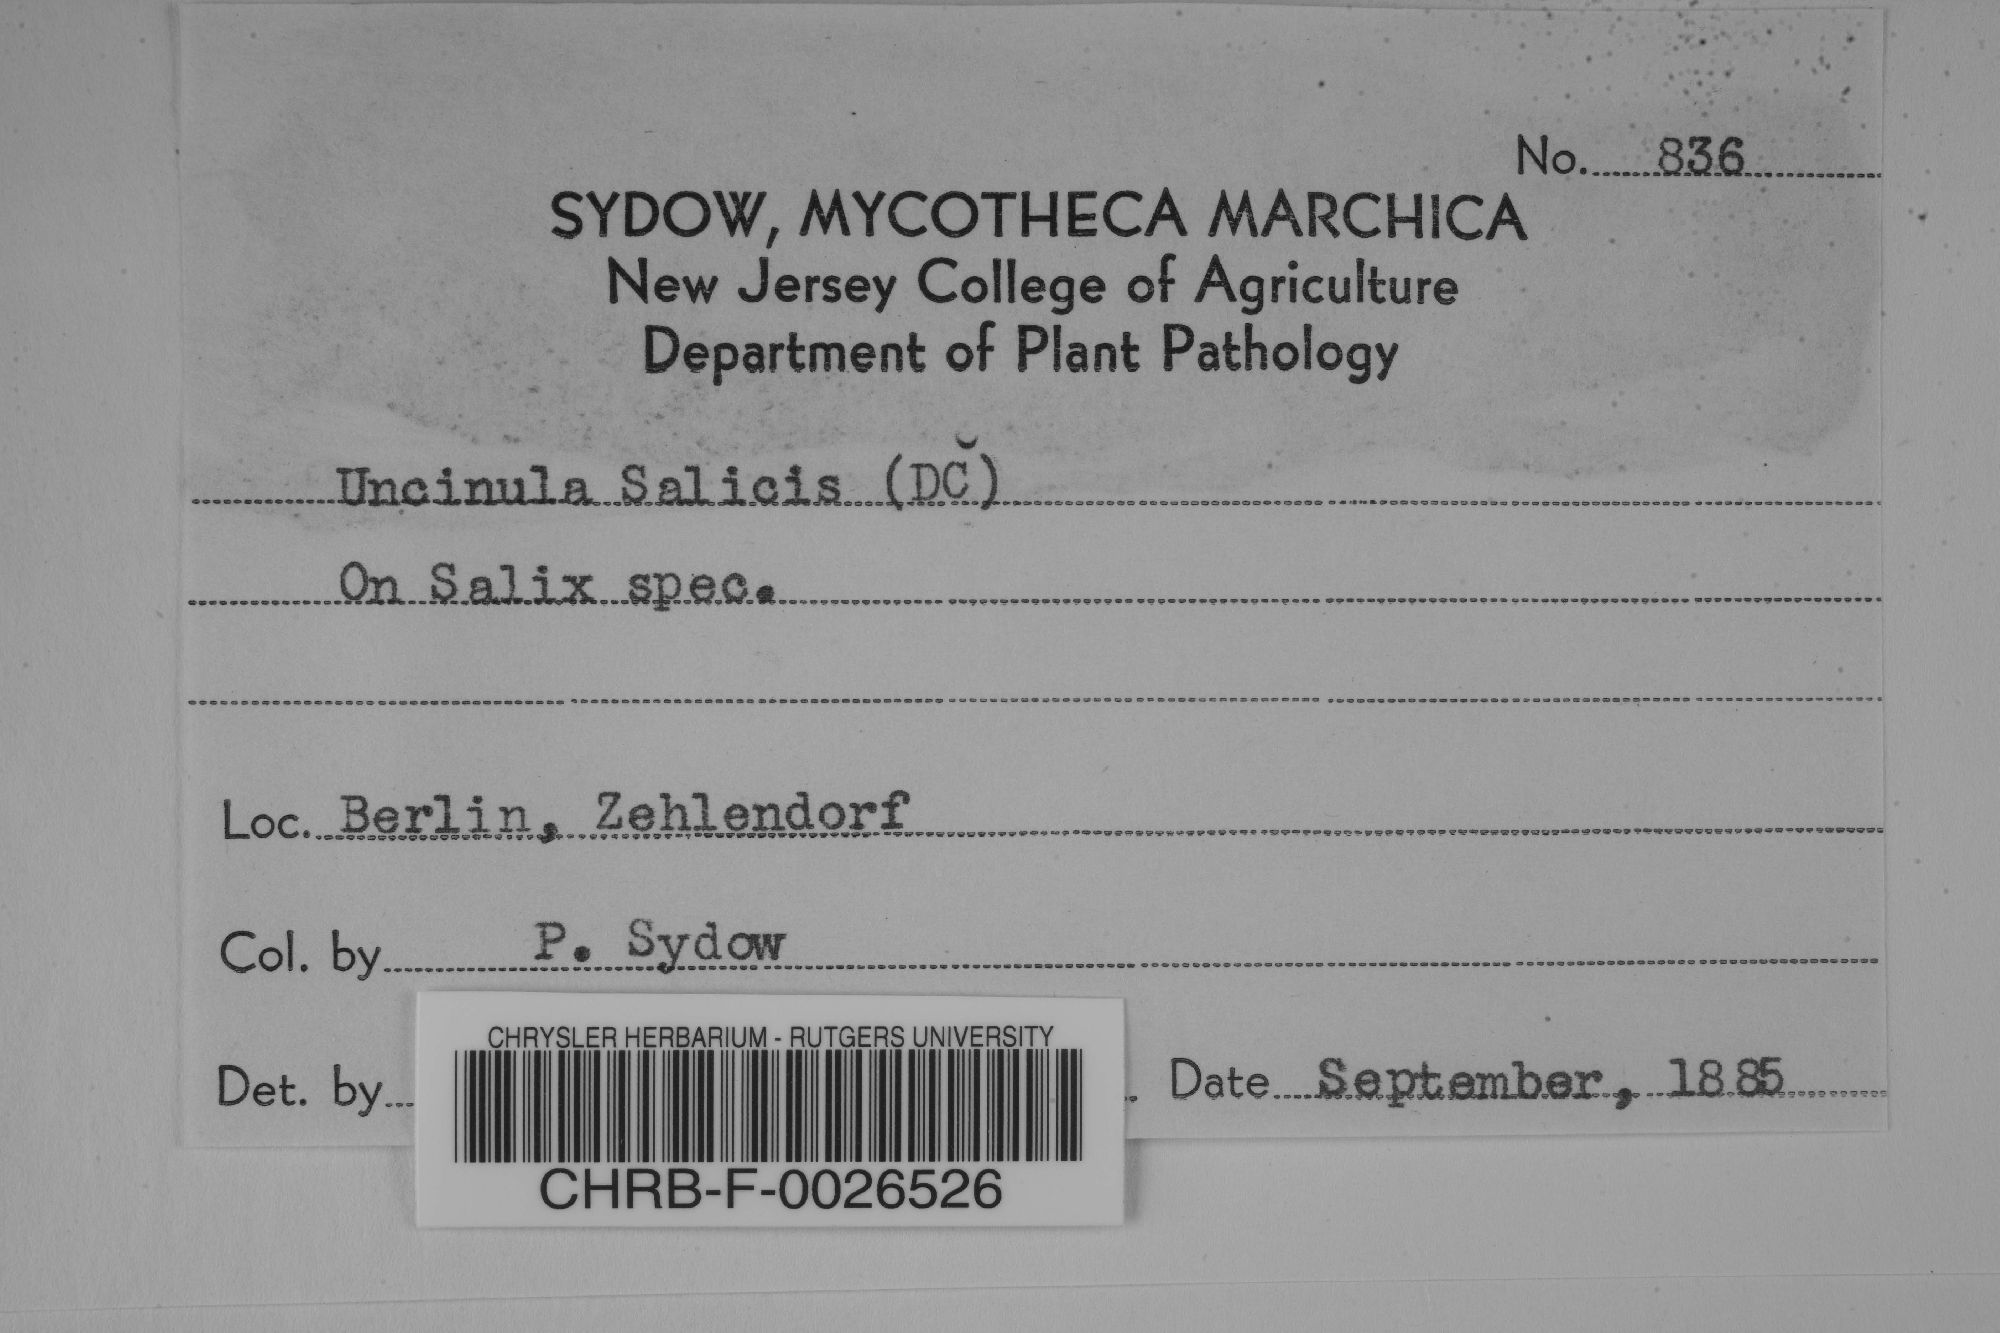 No. 836
SYDOW, MYCOTHECA MARCHICA
New Jersey College of Agriculture
Department of Plant Pathology
Uncinula Salicis (DC̆)
On Salix spec.
Loc. Berlin, Zehlendorf
Col. by P. Sydow
Det. by
Date September, 1885
CHRYSLER HERBARIUM - RUTGERS UNIVERSITY
CHRB-F-0026526